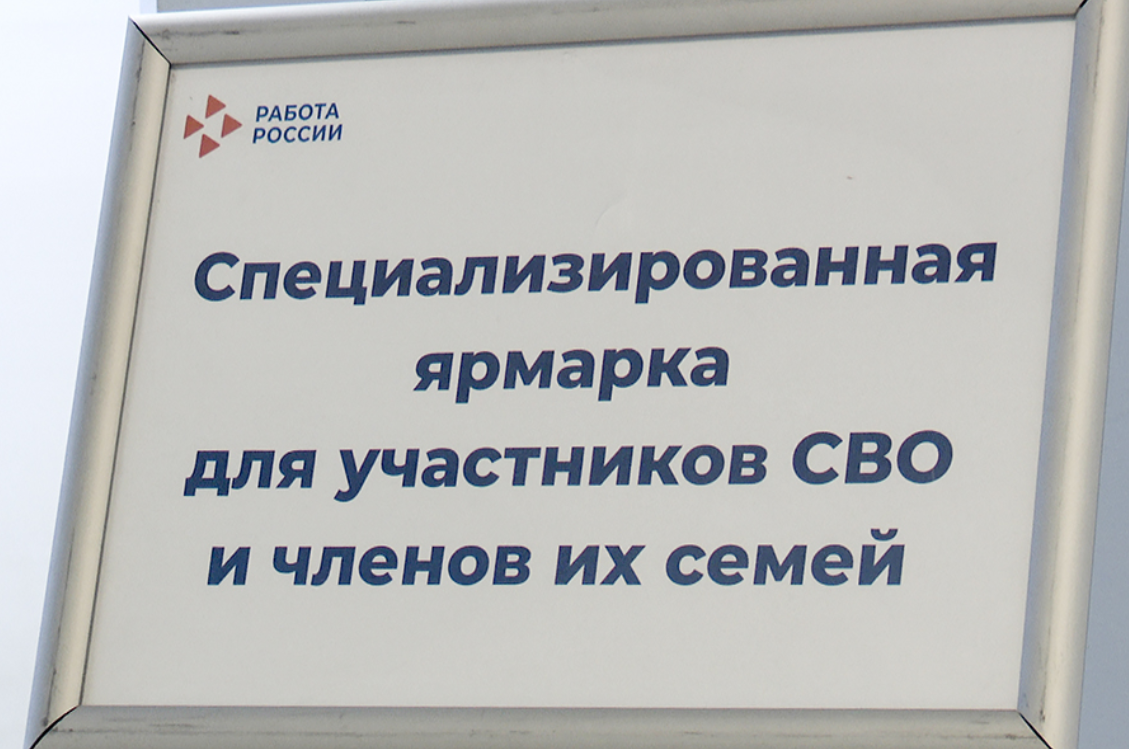 РАБОТА
РОССИИ
Специализированная
ярмарка
для участников СВО
и членов их семей